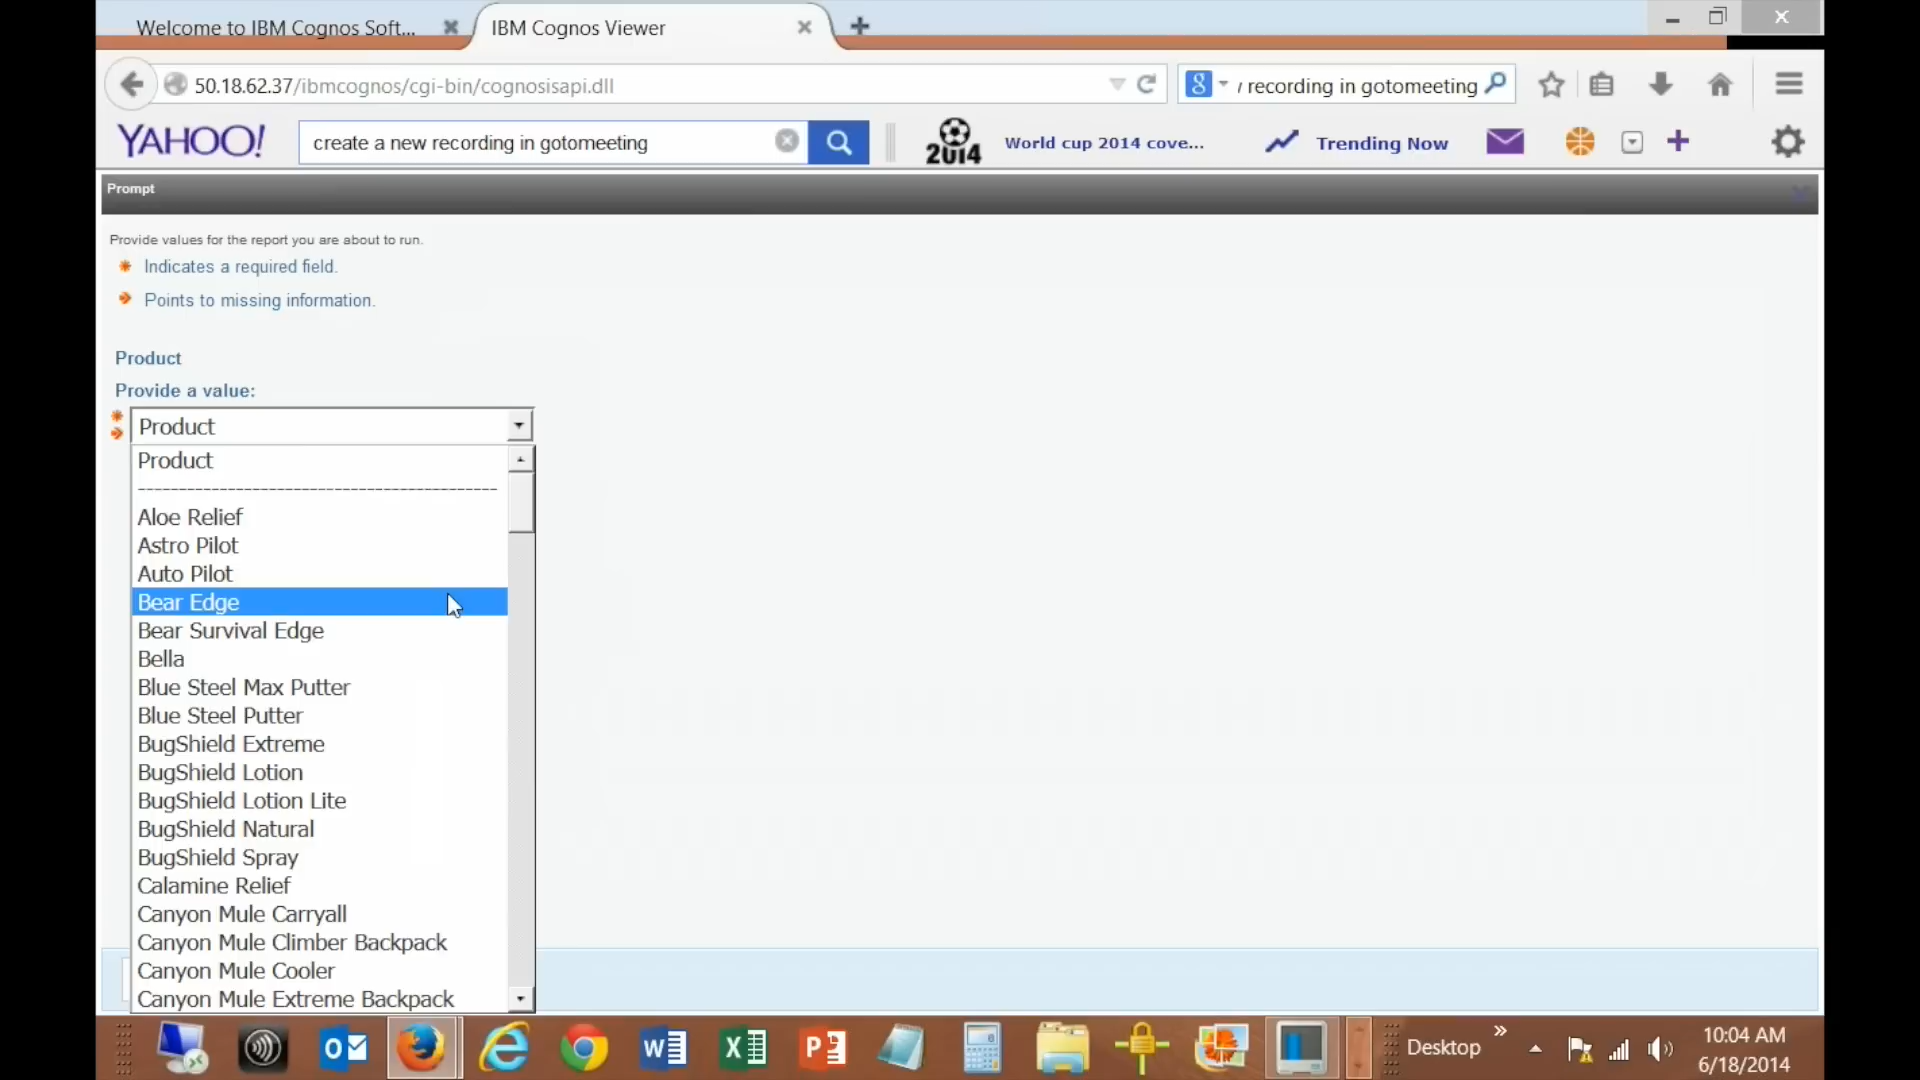 Welcome to IBM Cognos Soft...
IBM Cognos Viewer
50.18.62.37/ibmcognos/cgi-bin/cognosisapi.dll
recording in gotomeeting
YAHOO!
create a new recording in gotomeeting
2014
World cup 2014 cove...
Trending Now
Prompt
Provide values for the report you are about to run.
Indicates a required field.
Points to missing information.
Product
Provide a value:
Product
Product
-------------------------------------------
Aloe Relief
Astro Pilot
Auto Pilot
Bear Edge
Bear Survival Edge
Bella
Blue Steel Max Putter
Blue Steel Putter
BugShield Extreme
BugShield Lotion
BugShield Lotion Lite
BugShield Natural
BugShield Spray
Calamine Relief
Canyon Mule Carryall
Canyon Mule Climber Backpack
Canyon Mule Cooler
Canyon Mule Extreme Backpack
Desktop
10:04 AM
6/18/2014